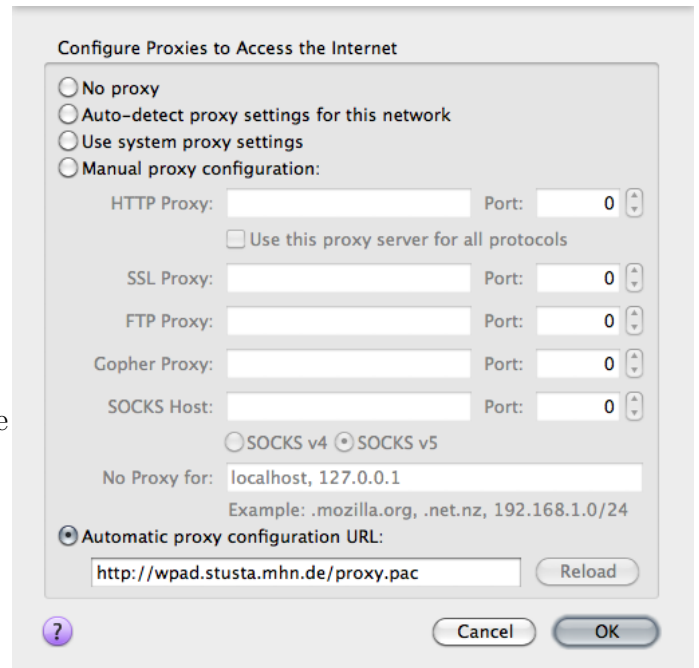 Configure Proxies to Access the Internet
No proxy
Auto-detect proxy settings for this network
Use system proxy settings
Manual proxy configuration:
HTTP Proxy: Port: 0
Use this proxy server for all protocols
SSL Proxy: Port: 0
FTP Proxy: Port: 0
Gopher Proxy: Port: 0
SOCKS Host: Port: 0
e
SOCKS v4 SOCKS v5
No Proxy for: localhost, 127.0.0.1
Example: .mozilla.org, .net.nz, 192.168.1.0/24
Automatic proxy configuration URL:
http://wpad.stusta.mhn.de/proxy.pac Reload
? Cancel OK